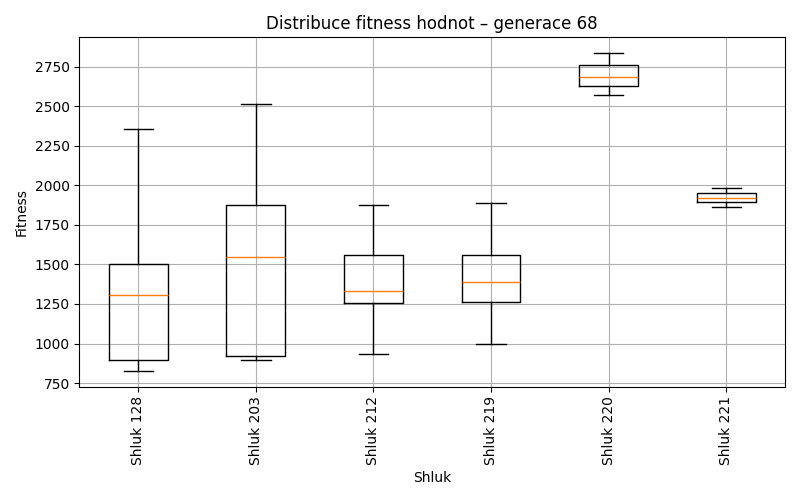 Distribuce fitness hodnot – generace 68
Fitness
2750
2500
2250
2000
1750
1500
1250
1000
750
Shluk 128
Shluk 203
Shluk 212
Shluk 219
Shluk 220
Shluk 221
Shluk